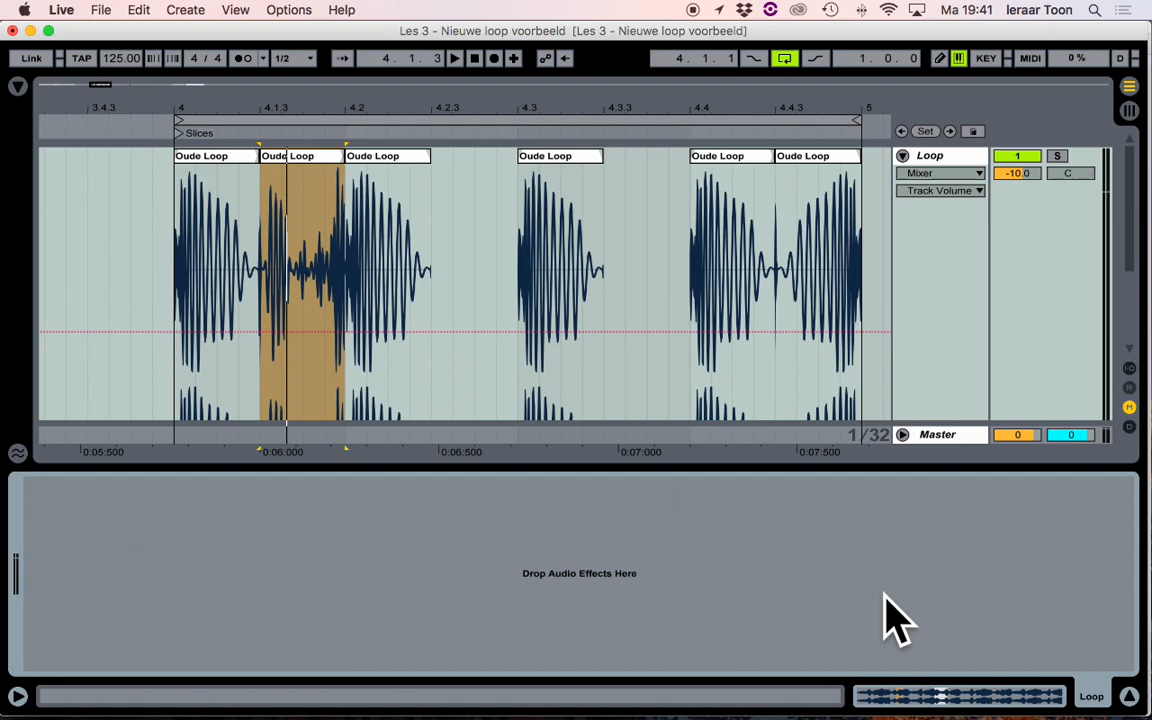 Live File Edit Create View Options Help Ma 19:41 leraar Toon
Les 3 - Nieuwe loop voorbeeld [Les 3 - Nieuwe loop voorbeeld]
Link TAP 125.00 4 / 4 1/2 4. 1. 3 4. 1. 1 1. 0. 0 KEY MIDI 0 % D
3.4.3 4 4.1.3 4.2 4.2.3 4.3 4.3.3 4.4 4.4.3 5
Slices Set
Oude Loop Oude Loop Oude Loop Oude Loop Oude Loop Oude Loop Loop 1 S
Mixer -10.0 C
Track Volume
I-O
R
M
D
1/32 Master 0 0
0:05:500 0:06:000 0:06:500 0:07:000 0:07:500
Drop Audio Effects Here
Loop